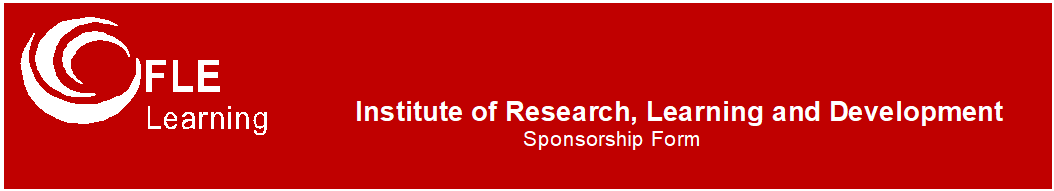 FLE
Learning
Institute of Research, Learning and Development
Sponsorship Form